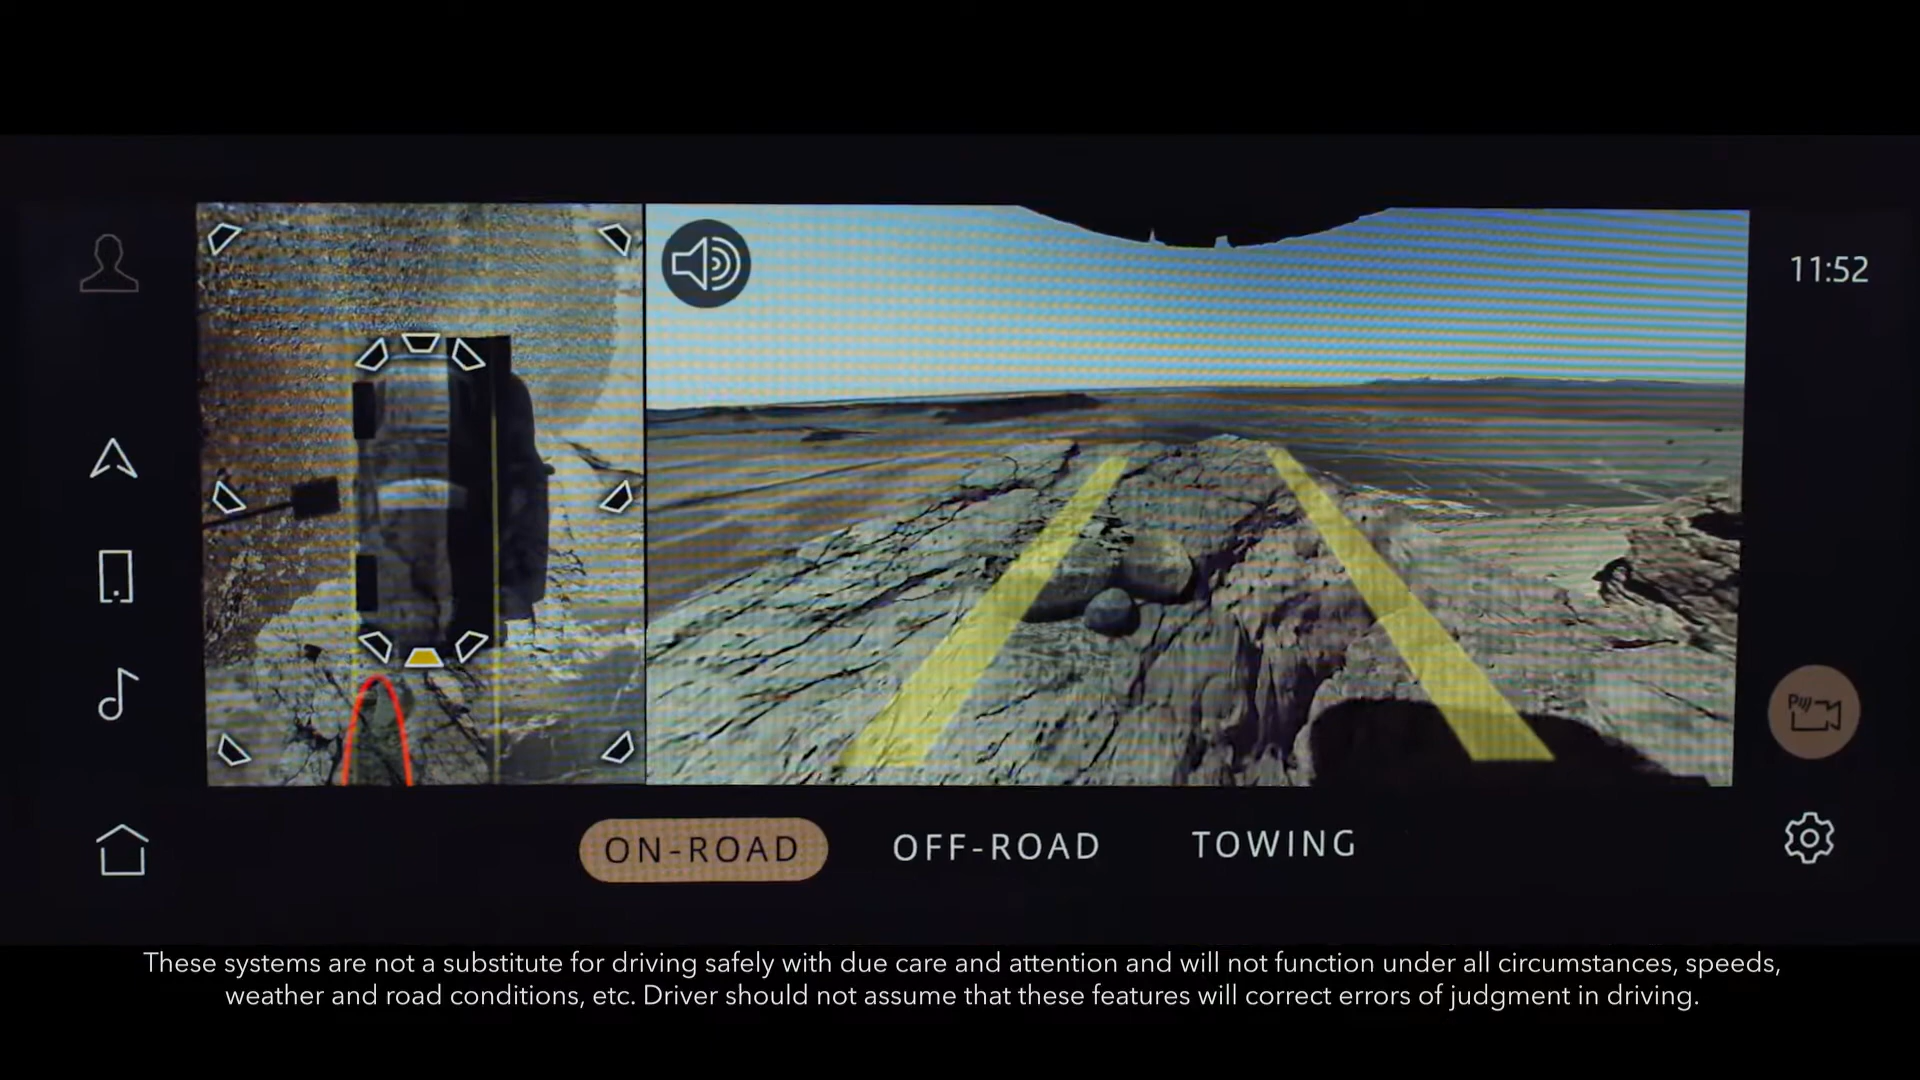 11:52
P
ON-ROAD OFF-ROAD TOWING
These systems are not a substitute for driving safely with due care and attention and will not function under all circumstances, speeds,
weather and road conditions, etc. Driver should not assume that these features will correct errors of judgment in driving.